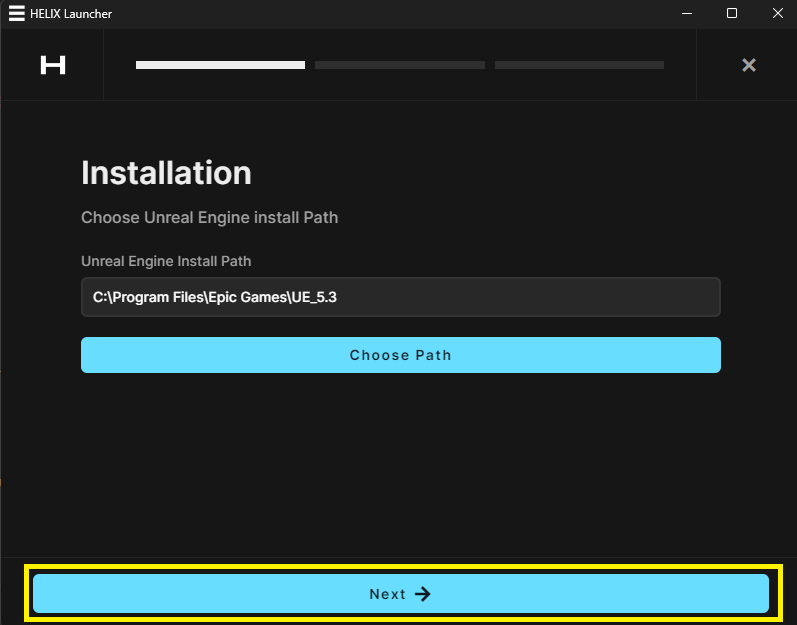 HELIX Launcher
H
Installation
Choose Unreal Engine install Path
Unreal Engine Install Path
C:\Program Files\Epic Games\UE_5.3
Choose Path
Next →